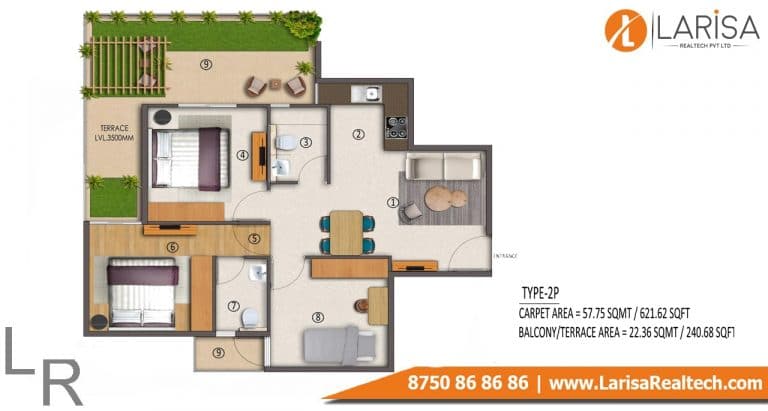 LARISA
REALTECH PVT LTD
⑨
TERRACE
LVL.3500MM
④
③
②
①
⑥
⑤
ENTRANCE
⑦
⑧
⑨
TYPE-2P
CARPET AREA = 57.75 SQMT / 621.62 SQFT
BALCONY/TERRACE AREA = 22.36 SQMT / 240.68 SQFT
LR
8750 86 86 86 | www.LarisaRealtech.com